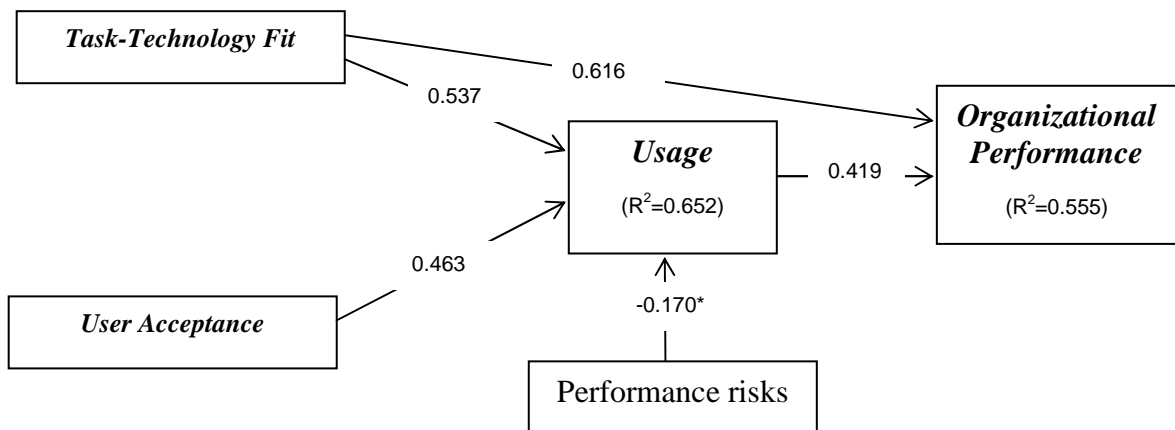 Task-Technology Fit
0.616
0.537
Organizational
Performance
(R²=0.555)
Usage
(R²=0.652)
0.419
0.463
User Acceptance
-0.170*
Performance risks